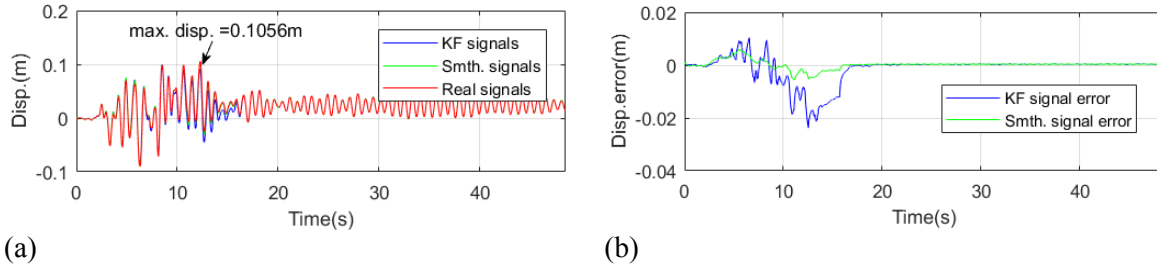 0.2
max. disp. =0.1056m
0.1
0
-0.1
Disp.(m)
KF signals
Smth. signals
Real signals
0 10 20 30 40
Time(s)
(a)
0.02
0
-0.02
-0.04
Disp.error(m)
KF signal error
Smth. signal error
0 10 20 30 40
Time(s)
(b)